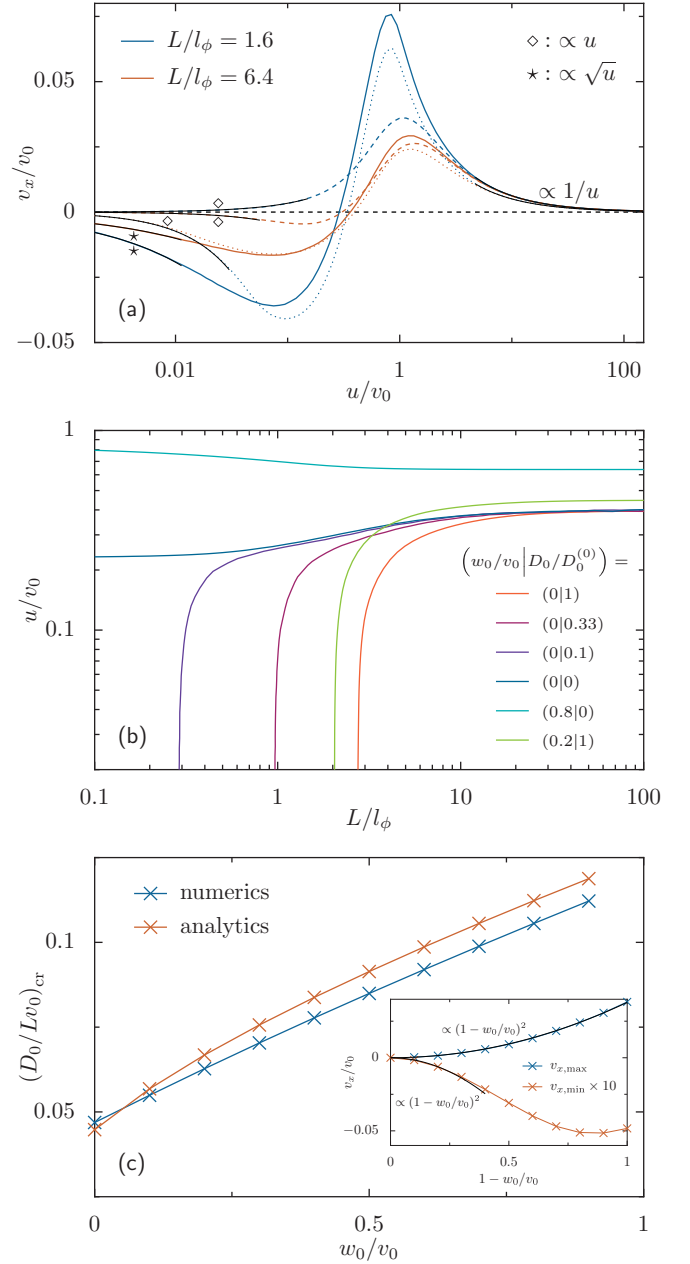 0.05
0
−0.05
v_x/v_0
L/l_ϕ = 1.6
L/l_ϕ = 6.4
◇: ∝ u
★: ∝ √u
∝ 1/u
(a)
0.01
1
100
u/v_0
1
0.1
u/v_0
(w_0/v_0|D_0/D_0^{(0)}) =
(0|1)
(0|0.33)
(0|0.1)
(0|0)
(0.8|0)
(0.2|1)
(b)
0.1
1
10
100
L/l_ϕ
0.1
0.05
(D_0/Lv_0)_cr
numerics
analytics
∝ (1 − w_0/v_0)^2
0
v_x/v_0
v_{x,max}
v_{x,min} × 10
∝ (1 − w_0/v_0)^2
−0.05
0
0.5
1
1 − w_0/v_0
(c)
0
0.5
1
w_0/v_0